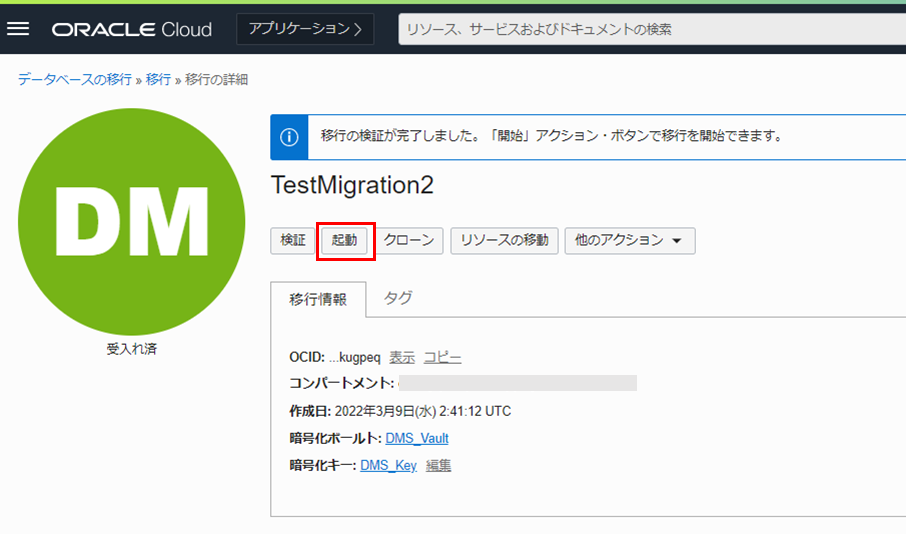 ORACLE Cloud アプリケーション リソース、サービスおよびドキュメントの検索
データベースの移行 » 移行 » 移行の詳細
移行の検証が完了しました。「開始」アクション・ボタンで移行を開始できます。
DM
受入れ済
TestMigration2
検証 起動 クローン リソースの移動 他のアクション
移行情報 タグ
OCID: ...kugpeq 表示 コピー
コンパートメント:
作成日: 2022年3月9日(水) 2:41:12 UTC
暗号化ボールト: DMS_Vault
暗号化キー: DMS_Key 編集